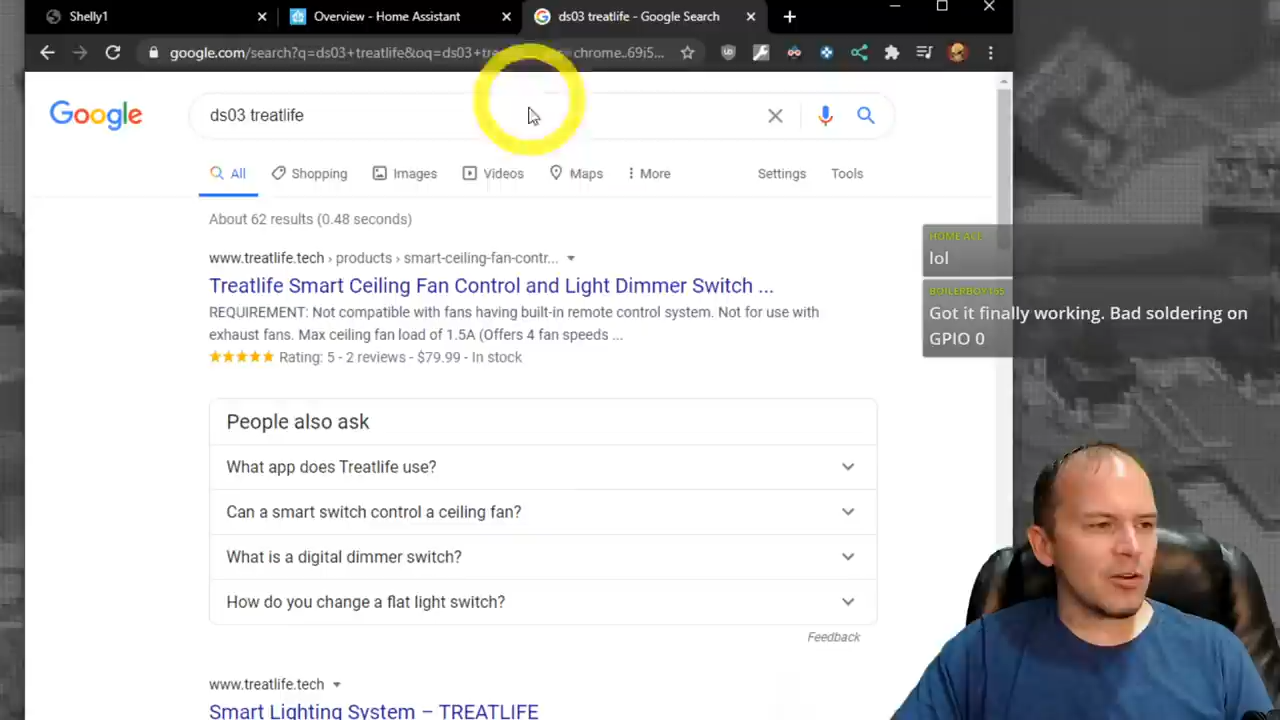 Shelly1
Overview - Home Assistant
ds03 treatlife - Google Search
google.com/search?q=ds03+treatlife&oq=ds03+tre
chrome..69i5...
Google
ds03 treatlife
All
Shopping
Images
Videos
Maps
More
Settings
Tools
About 62 results (0.48 seconds)
www.treatlife.tech › products › smart-ceiling-fan-contr...
Treatlife Smart Ceiling Fan Control and Light Dimmer Switch ...
REQUIREMENT: Not compatible with fans having built-in remote control system. Not for use with
exhaust fans. Max ceiling fan load of 1.5A (Offers 4 fan speeds ...
Rating: 5 - 2 reviews - $79.99 - In stock
People also ask
What app does Treatlife use?
Can a smart switch control a ceiling fan?
What is a digital dimmer switch?
How do you change a flat light switch?
Feedback
www.treatlife.tech
Smart Lighting System – TREATLIFE
lol
Got it finally working. Bad soldering on
GPIO 0